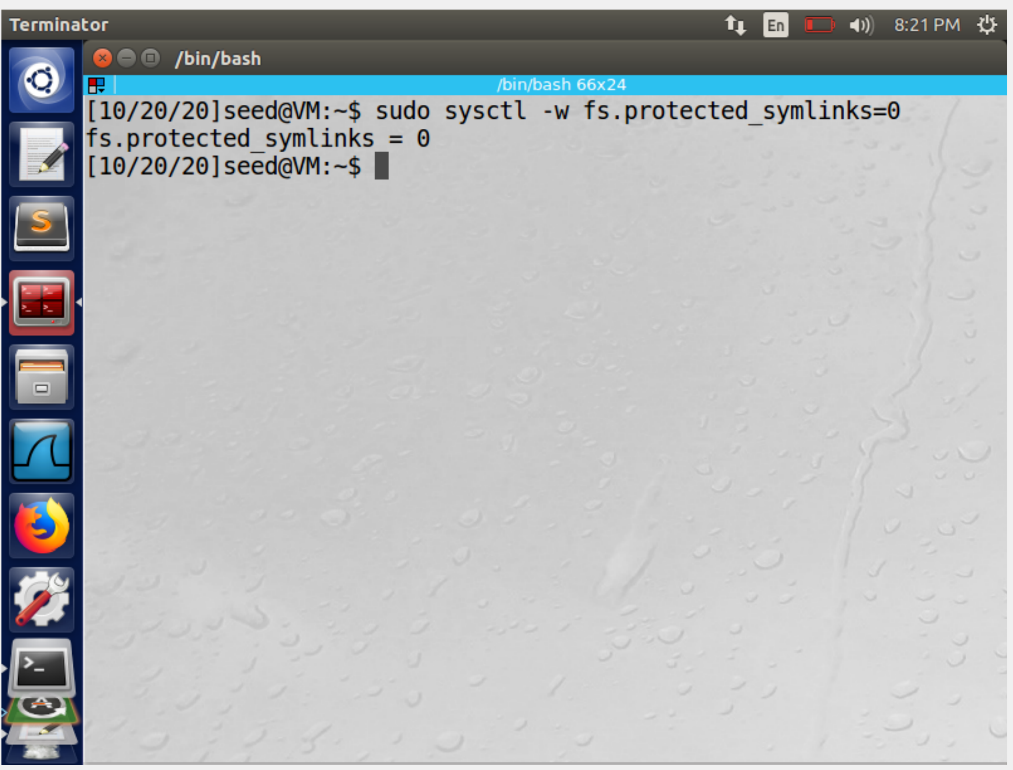 Terminator
En
8:21 PM
/bin/bash
/bin/bash 66x24
[10/20/20]seed@VM:~$ sudo sysctl -w fs.protected_symlinks=0
fs.protected_symlinks = 0
[10/20/20]seed@VM:~$
S
>_